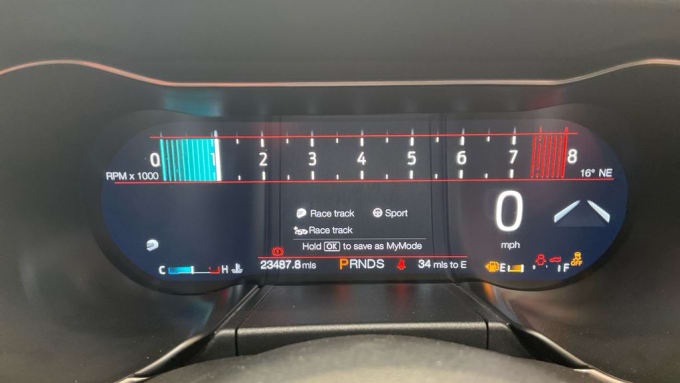 0 1 2 3 4 5 6 7 8
RPM x 1000
16° NE
Race track Sport
Race track
Hold OK to save as MyMode
0
mph
C H
23487.8 mls PRNDS 34 mls to E
E F
OFF